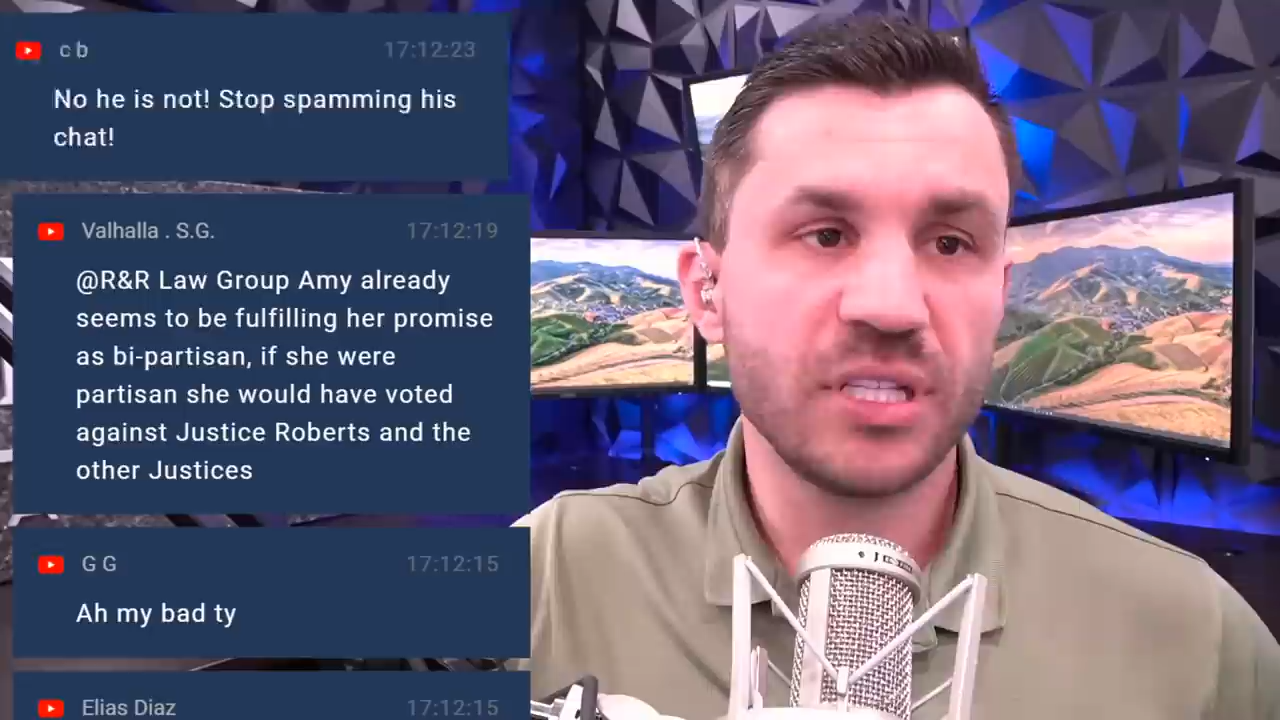 c b 17:12:23
No he is not! Stop spamming his
chat!
Valhalla . S.G. 17:12:19
@R&R Law Group Amy already
seems to be fulfilling her promise
as bi-partisan, if she were
partisan she would have voted
against Justice Roberts and the
other Justices
G G 17:12:15
Ah my bad ty
Elias Diaz 17:12:15